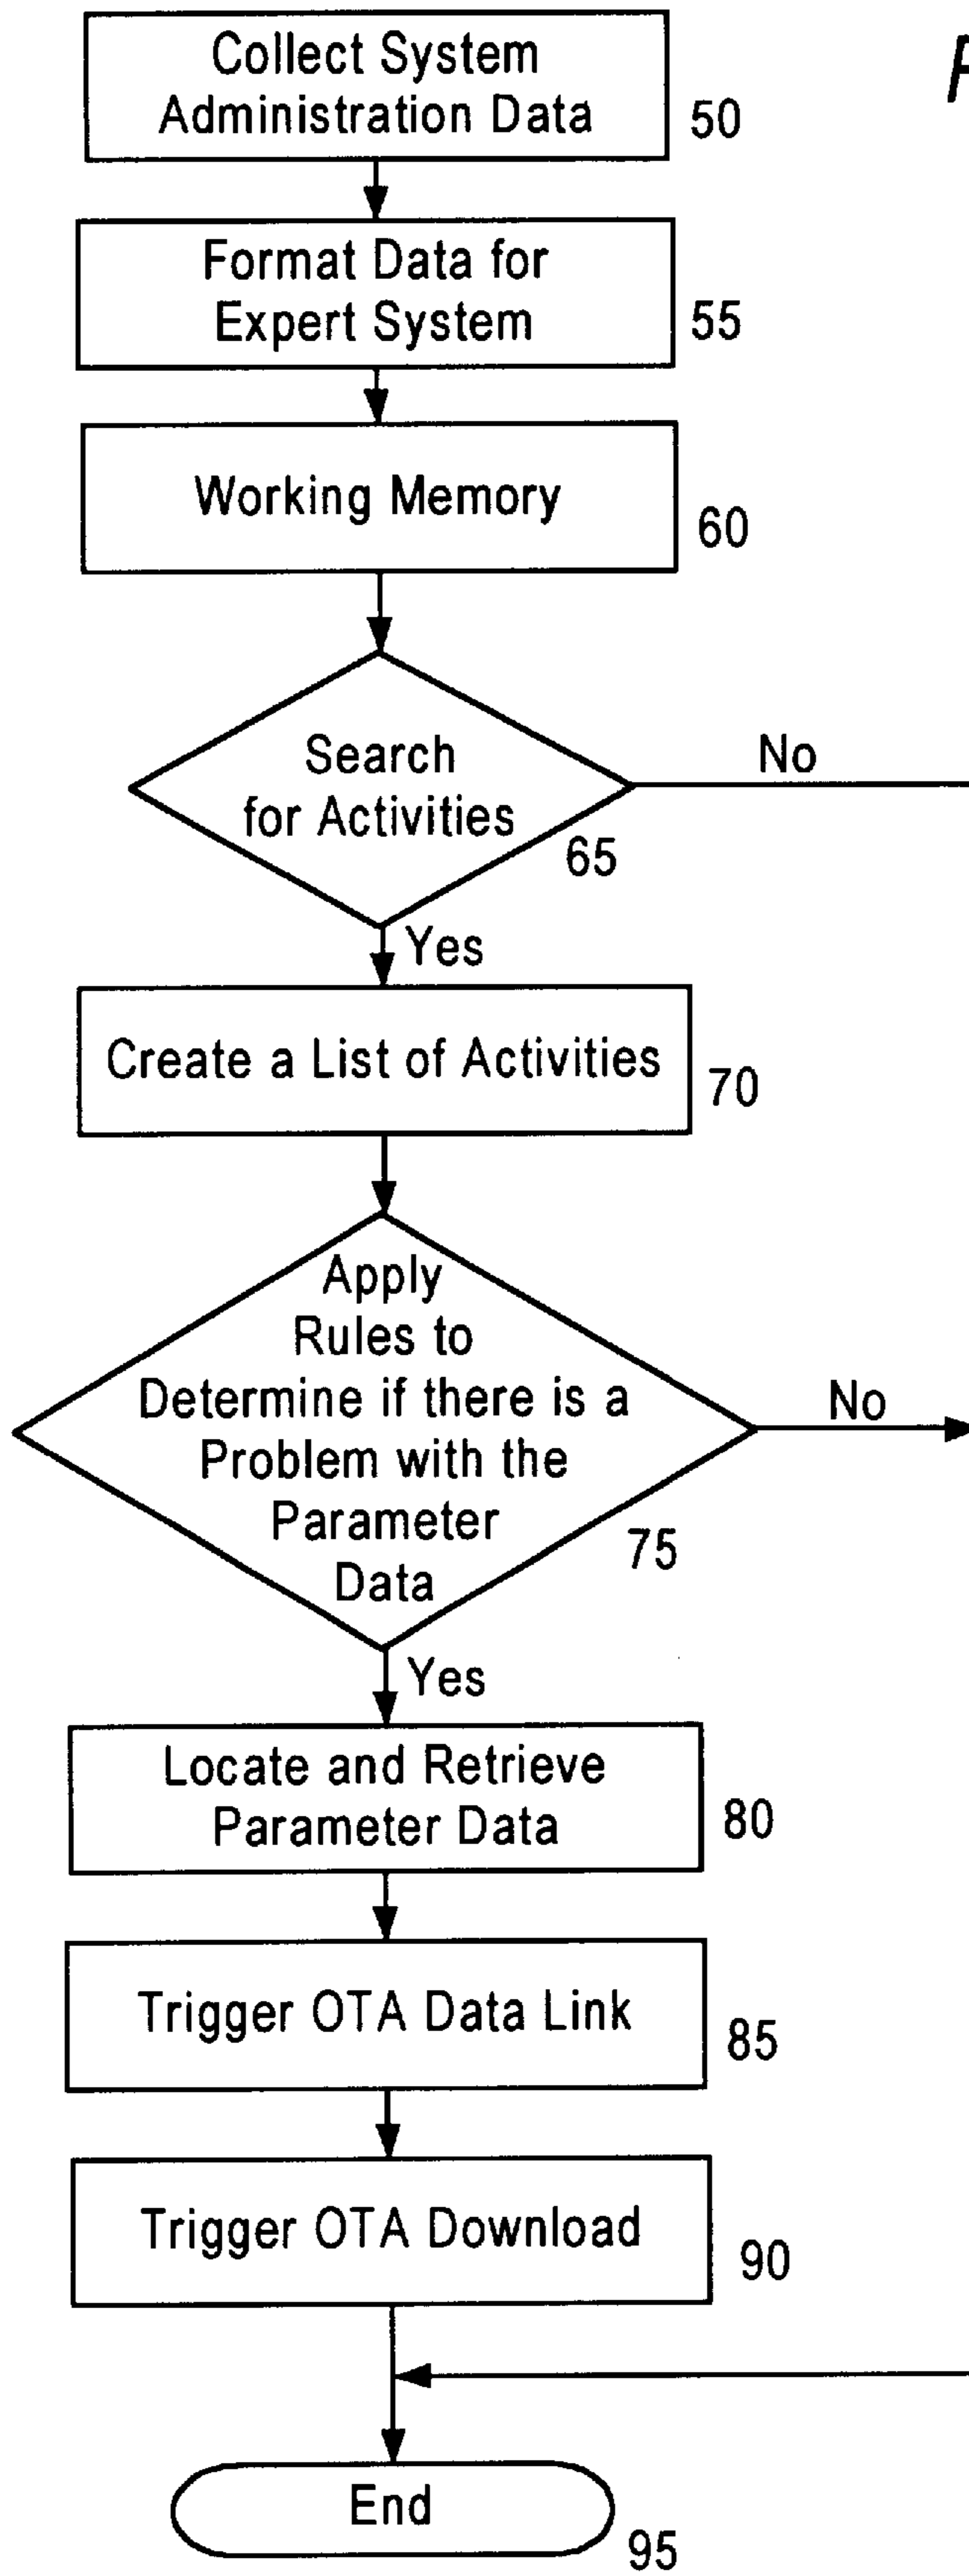 Collect System
Administration Data
50
Format Data for
Expert System
55
Working Memory
60
Search
for Activities
65
No
Yes
Create a List of Activities
70
Apply
Rules to
Determine if there is a
Problem with the
Parameter
Data
75
No
Yes
Locate and Retrieve
Parameter Data
80
Trigger OTA Data Link
85
Trigger OTA Download
90
End
95